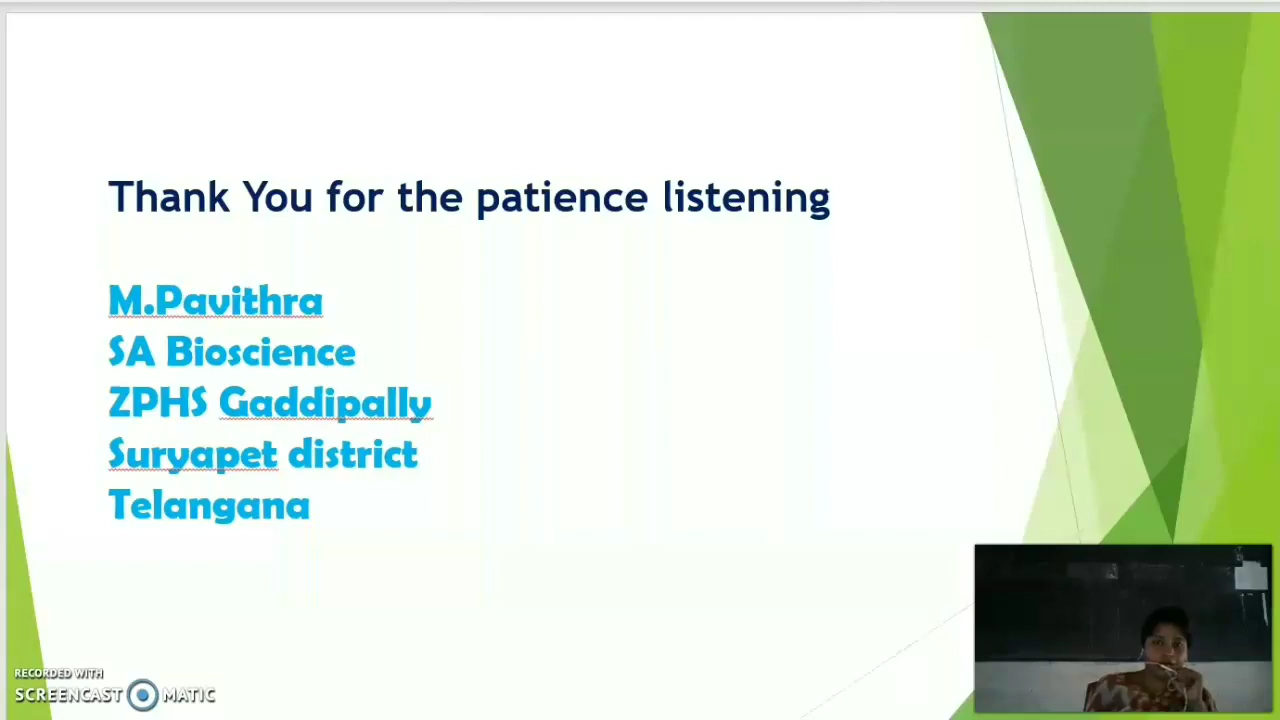 Thank You for the patience listening
M.Pavithra
SA Bioscience
ZPHS Gaddipally
Suryapet district
Telangana
RECORDED WITH
SCREENCAST MATIC